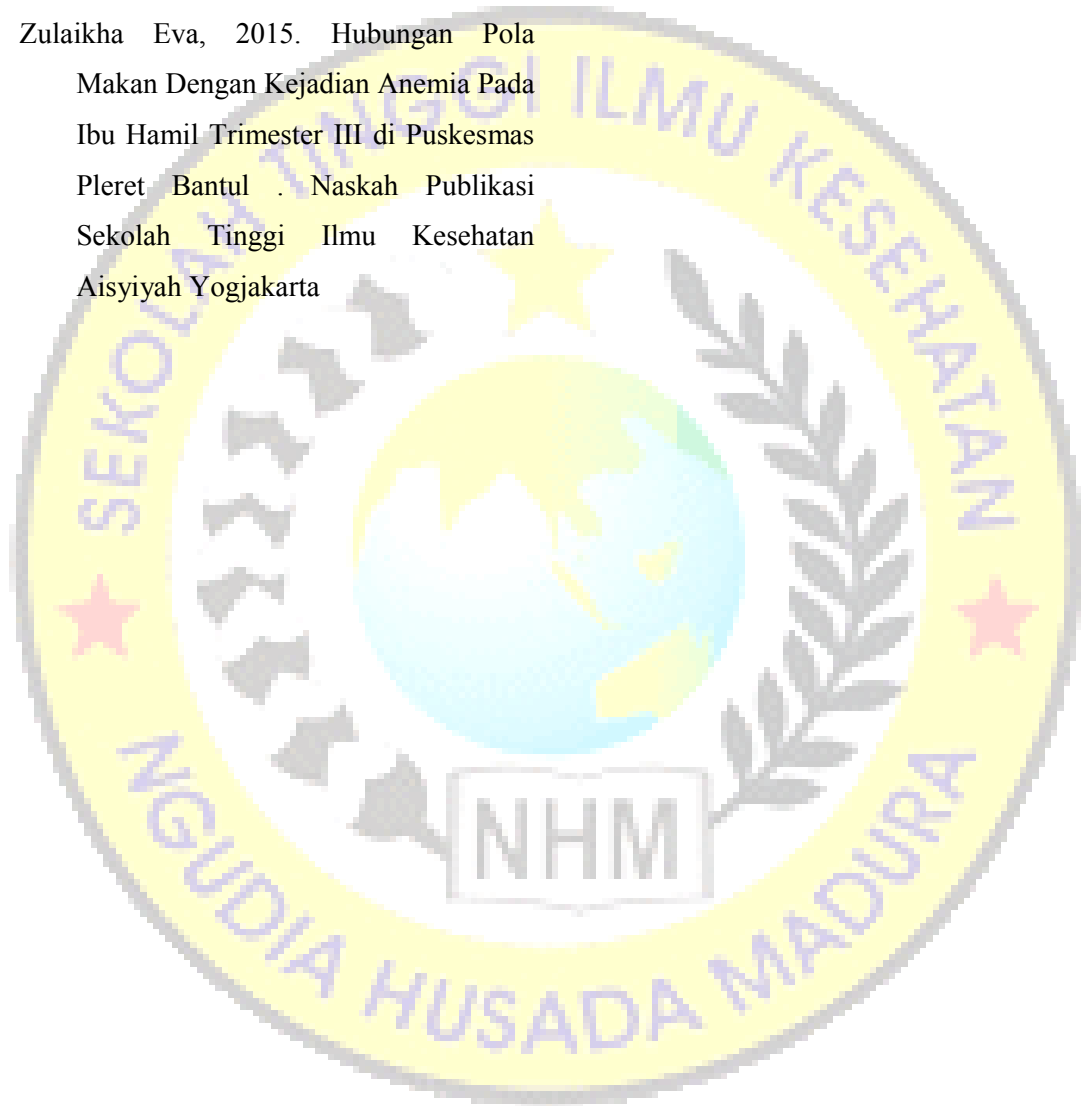 Zulaikha Eva, 2015. Hubungan Pola
Makan Dengan Kejadian Anemia Pada
Ibu Hamil Trimester III di Puskesmas
Pleret Bantul . Naskah Publikasi
Sekolah Tinggi Ilmu Kesehatan
Aisyiyah Yogjakarta
SEKOLAH TINGGI ILMU KESEHATAN
NHM
NGUDIA HUSADA MADURA